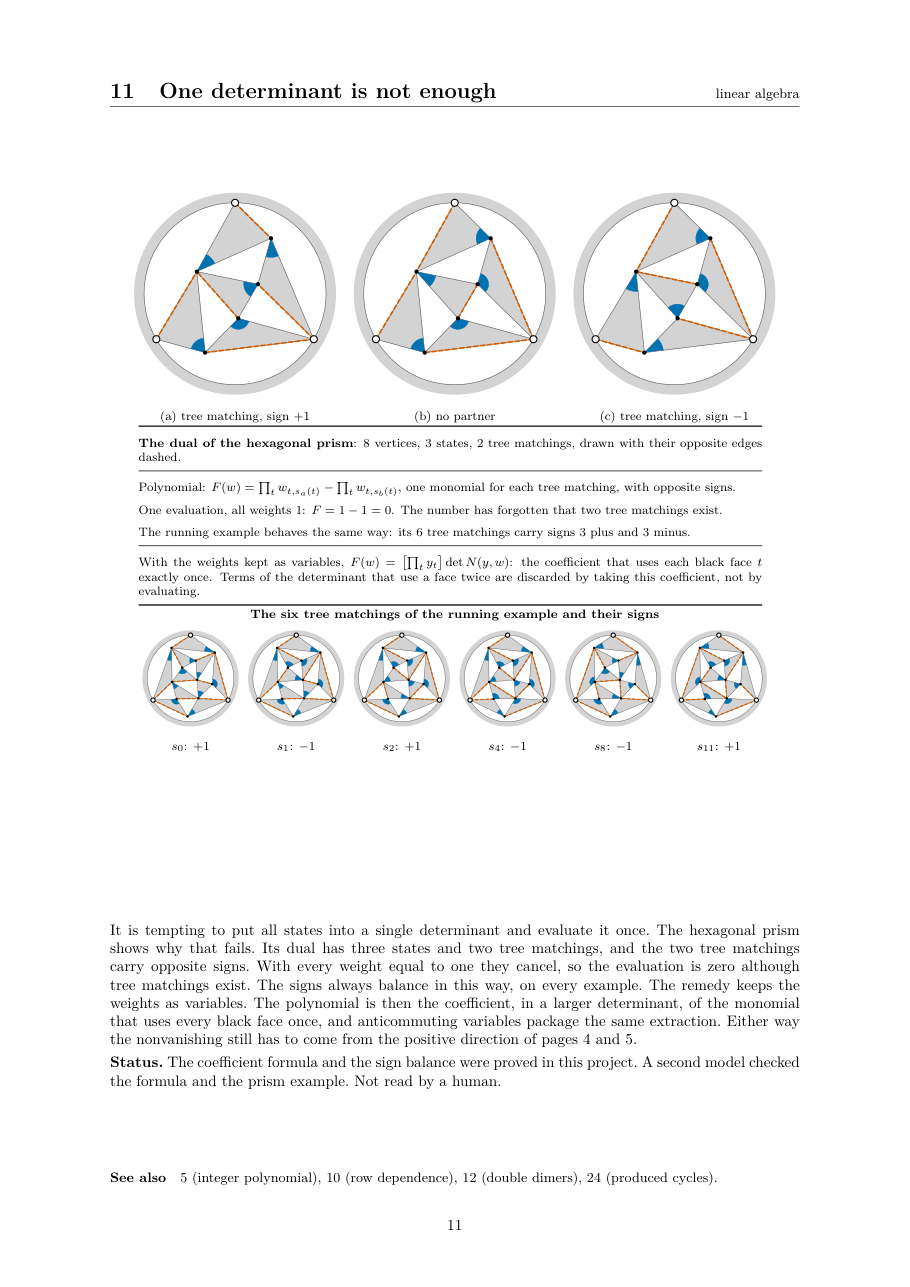 11 One determinant is not enough linear algebra
(a) tree matching, sign +1 (b) no partner (c) tree matching, sign −1
The dual of the hexagonal prism: 8 vertices, 3 states, 2 tree matchings, drawn with their opposite edges
dashed.
Polynomial: F(w) = ∏_t w_{t,s_a(t)} − ∏_t w_{t,s_b(t)}, one monomial for each tree matching, with opposite signs.
One evaluation, all weights 1: F = 1 − 1 = 0. The number has forgotten that two tree matchings exist.
The running example behaves the same way: its 6 tree matchings carry signs 3 plus and 3 minus.
With the weights kept as variables, F(w) = [∏_t y_t] det N(y, w): the coefficient that uses each black face t
exactly once. Terms of the determinant that use a face twice are discarded by taking this coefficient, not by
evaluating.
The six tree matchings of the running example and their signs
s₀: +1 s₁: −1 s₂: +1 s₄: −1 s₈: −1 s₁₁: +1
It is tempting to put all states into a single determinant and evaluate it once. The hexagonal prism
shows why that fails. Its dual has three states and two tree matchings, and the two tree matchings
carry opposite signs. With every weight equal to one they cancel, so the evaluation is zero although
tree matchings exist. The signs always balance in this way, on every example. The remedy keeps the
weights as variables. The polynomial is then the coefficient, in a larger determinant, of the monomial
that uses every black face once, and anticommuting variables package the same extraction. Either way
the nonvanishing still has to come from the positive direction of pages 4 and 5.
Status. The coefficient formula and the sign balance were proved in this project. A second model checked
the formula and the prism example. Not read by a human.
See also 5 (integer polynomial), 10 (row dependence), 12 (double dimers), 24 (produced cycles).
11